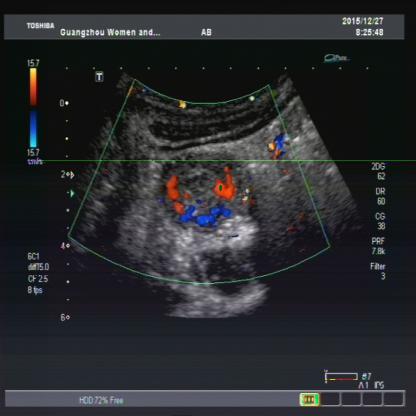 TOSHIBA
Guangzhou Women and...
AB
2015/12/27
8:25:48
15.7
15.7
cm/s
T
0
2
4
6
2DG
62
DR
60
CG
38
PRF
7.8k
Filter
3
6C1
diff5.0
CF 2.5
8 fps
#7
HDD 72% Free